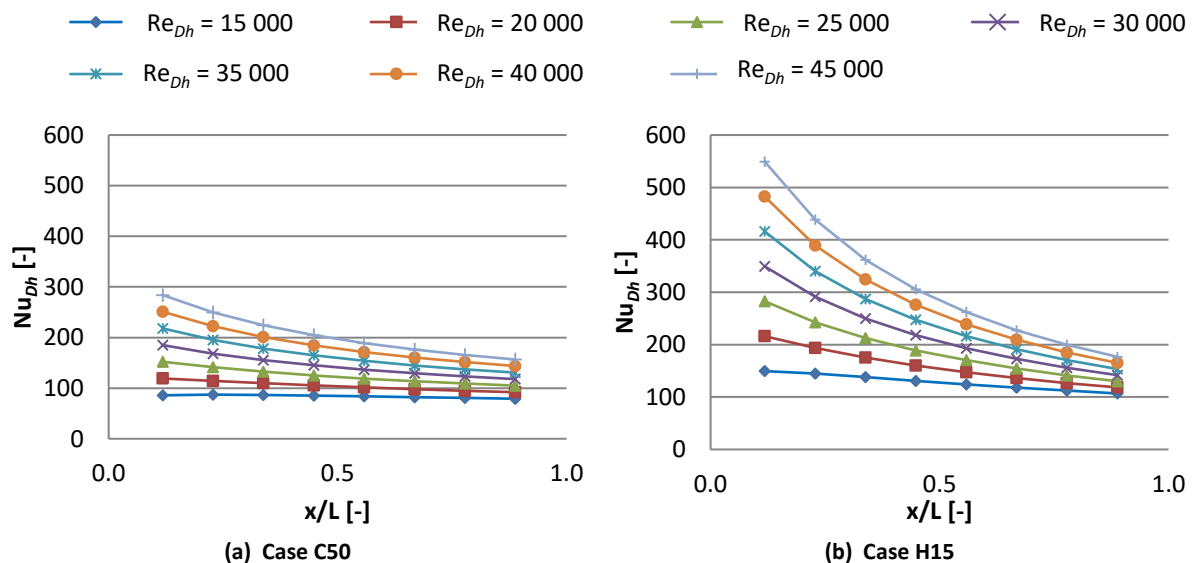 Re_Dh = 15 000 Re_Dh = 20 000 Re_Dh = 25 000 Re_Dh = 30 000
Re_Dh = 35 000 Re_Dh = 40 000 Re_Dh = 45 000
600
500
400
300
200
100
0
Nu_Dh [-]
0.0 0.5 1.0
x/L [-]
(a) Case C50
600
500
400
300
200
100
0
Nu_Dh [-]
0.0 0.5 1.0
x/L [-]
(b) Case H15